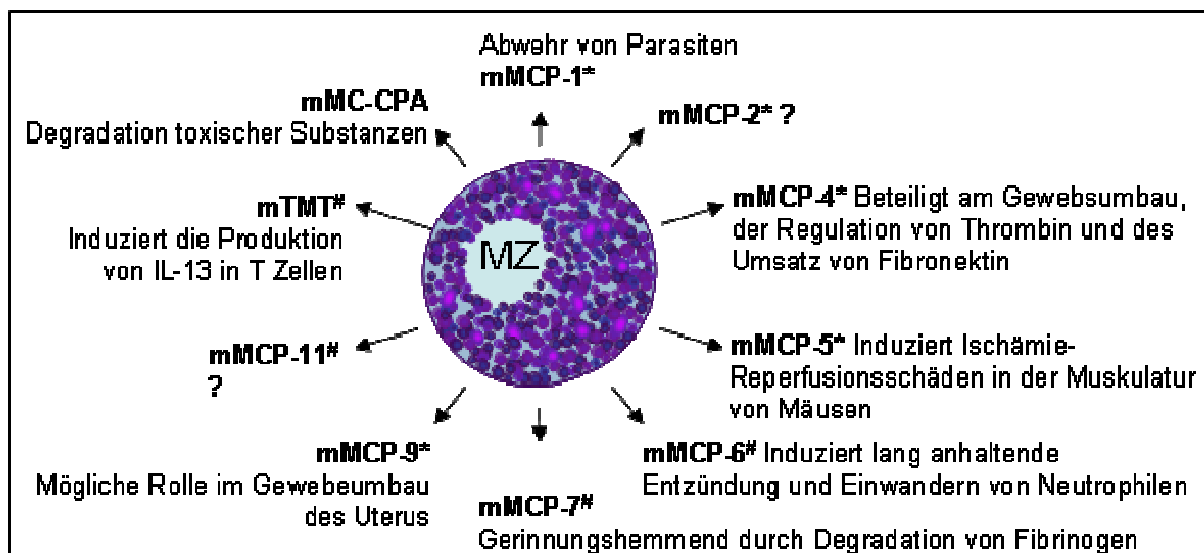 Abwehr von Parasiten
mMCP-1*
mMCP-2* ?
mMCP-4* Beteiligt am Gewebsumbau,
der Regulation von Thrombin und des
Umsatz von Fibronektin
mMCP-5* Induziert Ischämie-
Reperfusionsschäden in der Muskulatur
von Mäusen
mMCP-6# Induziert lang anhaltende
Entzündung und Einwandern von Neutrophilen
mMCP-7#
Gerinnungshemmend durch Degradation von Fibrinogen
mMCP-9*
Mögliche Rolle im Gewebeumbau
des Uterus
mMCP-11#
?
mTMT#
Induziert die Produktion
von IL-13 in T Zellen
mMC-CPA
Degradation toxischer Substanzen
MZ